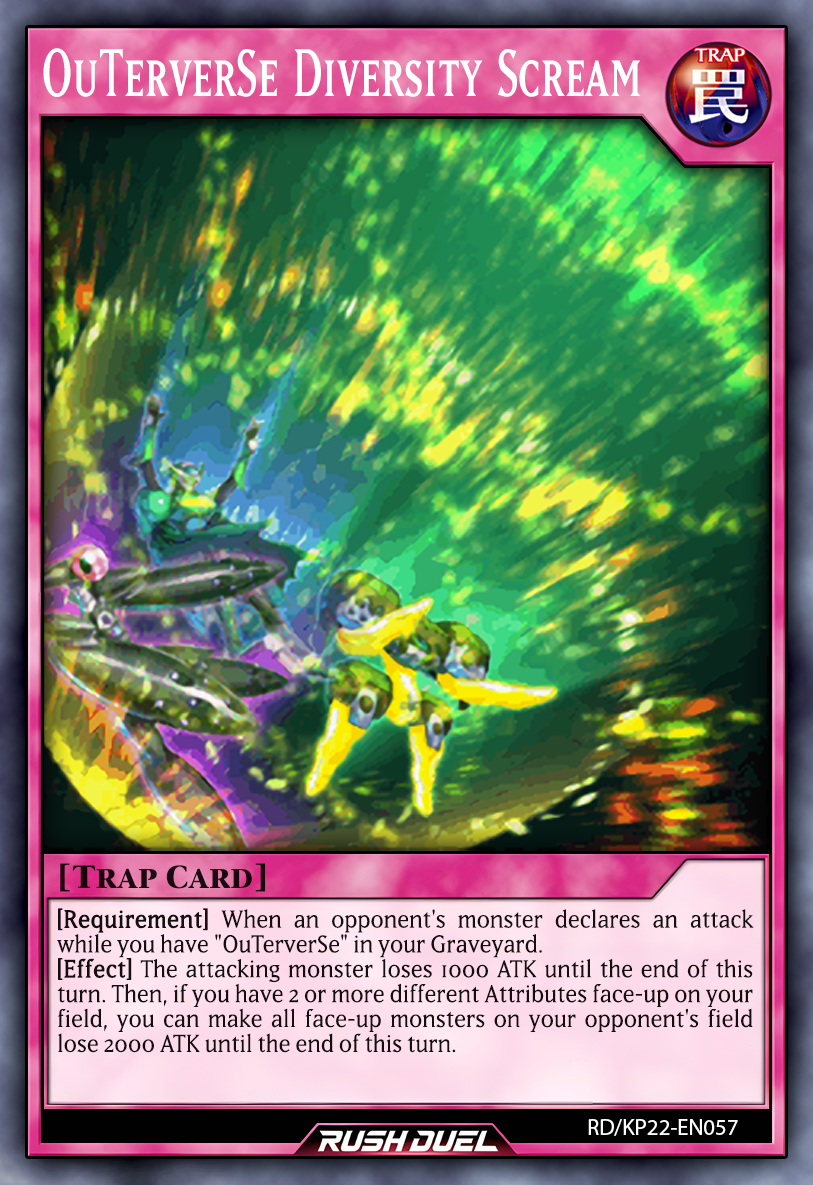 OuTerverSe Diversity Scream
TRAP
罠
[Trap Card]
[Requirement] When an opponent's monster declares an attack
while you have "OuTerverSe" in your Graveyard.
[Effect] The attacking monster loses 1000 ATK until the end of this
turn. Then, if you have 2 or more different Attributes face-up on your
field, you can make all face-up monsters on your opponent's field
lose 2000 ATK until the end of this turn.
RD/KP22-EN057
RUSH DUEL